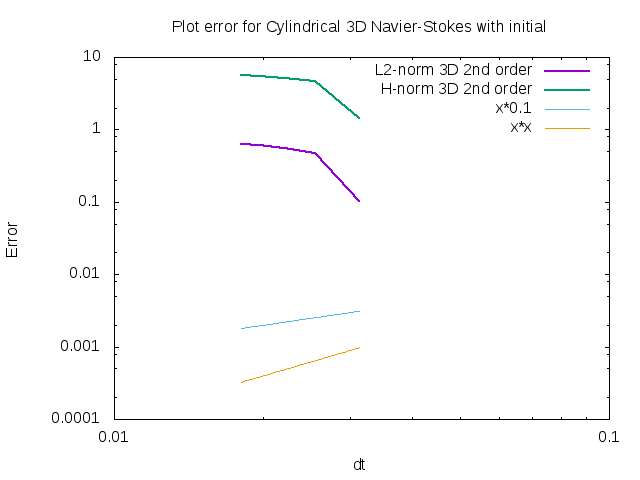 Plot error for Cylindrical 3D Navier-Stokes with initial
10
1
0.1
0.01
0.001
0.0001
0.01
0.1
Error
dt
L2-norm 3D 2nd order
H-norm 3D 2nd order
x*0.1
x*x